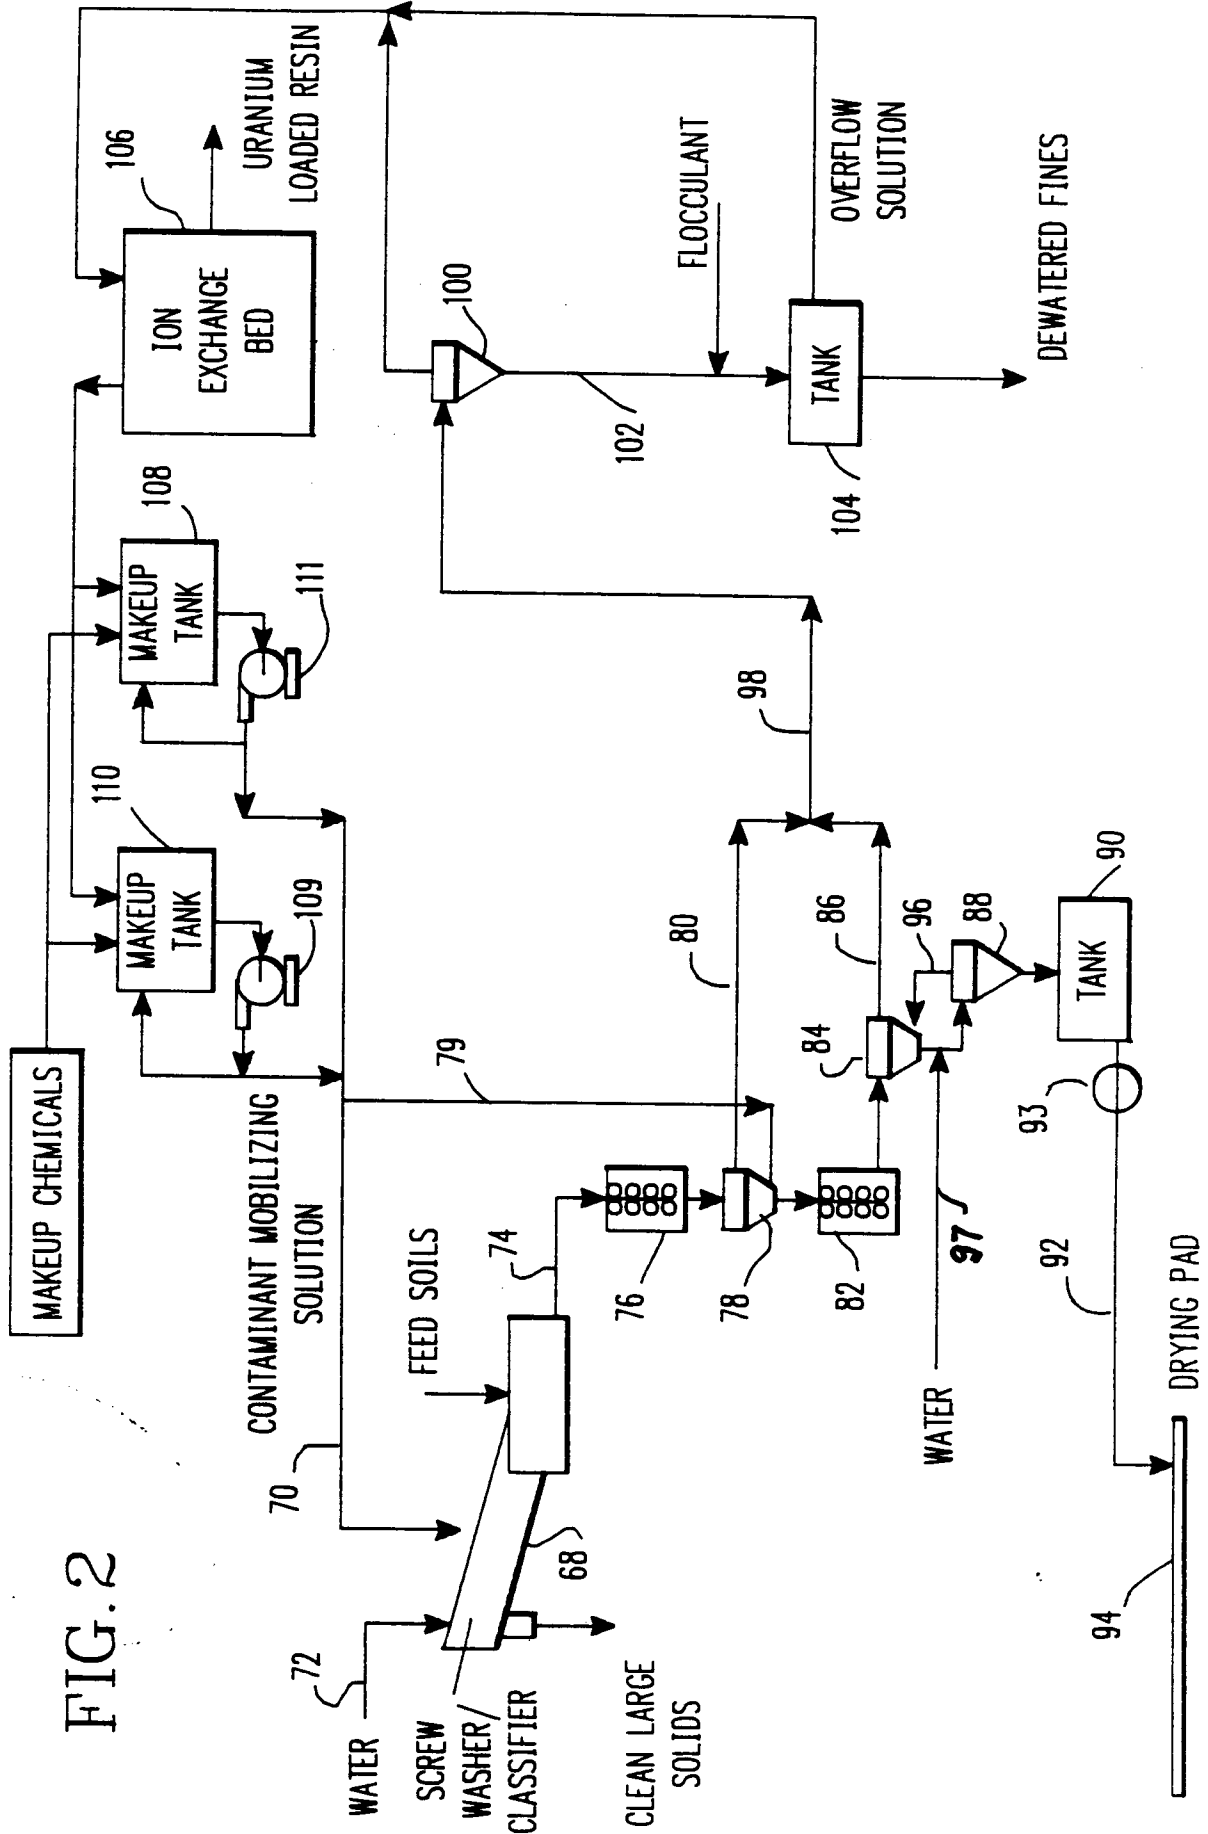 FIG. 2
MAKEUP CHEMICALS
110
MAKEUP
TANK
109
108
MAKEUP
TANK
111
106
ION
EXCHANGE
BED
URANIUM
LOADED RESIN
CONTAMINANT MOBILIZING
SOLUTION
70
72
WATER
SCREW
WASHER/
CLASSIFIER
68
CLEAN LARGE
SOLIDS
FEED SOILS
74
76
78
79
80
82
84
86
88
96
97
WATER
90
TANK
93
92
94
DRYING PAD
98
100
102
FLOCCULANT
104
TANK
OVERFLOW
SOLUTION
DEWATERED FINES